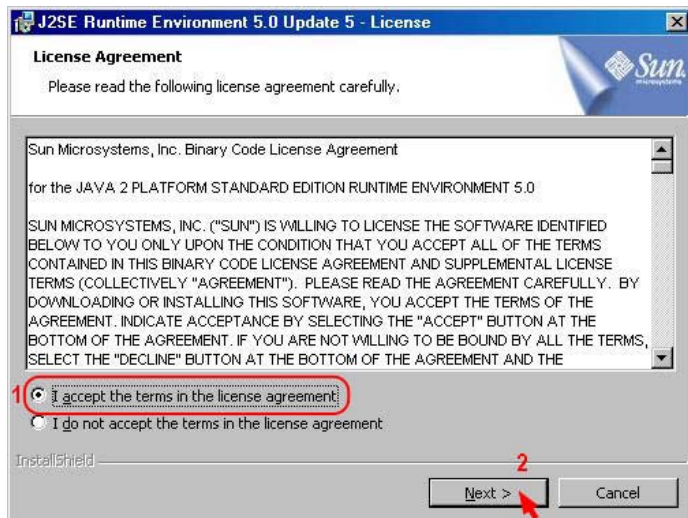 J2SE Runtime Environment 5.0 Update 5 - License
License Agreement
Please read the following license agreement carefully.
Sun
microsystems
Sun Microsystems, Inc. Binary Code License Agreement
for the JAVA 2 PLATFORM STANDARD EDITION RUNTIME ENVIRONMENT 5.0
SUN MICROSYSTEMS, INC. ("SUN") IS WILLING TO LICENSE THE SOFTWARE IDENTIFIED
BELOW TO YOU ONLY UPON THE CONDITION THAT YOU ACCEPT ALL OF THE TERMS
CONTAINED IN THIS BINARY CODE LICENSE AGREEMENT AND SUPPLEMENTAL LICENSE
TERMS (COLLECTIVELY "AGREEMENT").  PLEASE READ THE AGREEMENT CAREFULLY.  BY
DOWNLOADING OR INSTALLING THIS SOFTWARE, YOU ACCEPT THE TERMS OF THE
AGREEMENT. INDICATE ACCEPTANCE BY SELECTING THE "ACCEPT" BUTTON AT THE
BOTTOM OF THE AGREEMENT. IF YOU ARE NOT WILLING TO BE BOUND BY ALL THE TERMS,
SELECT THE "DECLINE" BUTTON AT THE BOTTOM OF THE AGREEMENT AND THE
1 I accept the terms in the license agreement
I do not accept the terms in the license agreement
InstallShield
2
Next >
Cancel